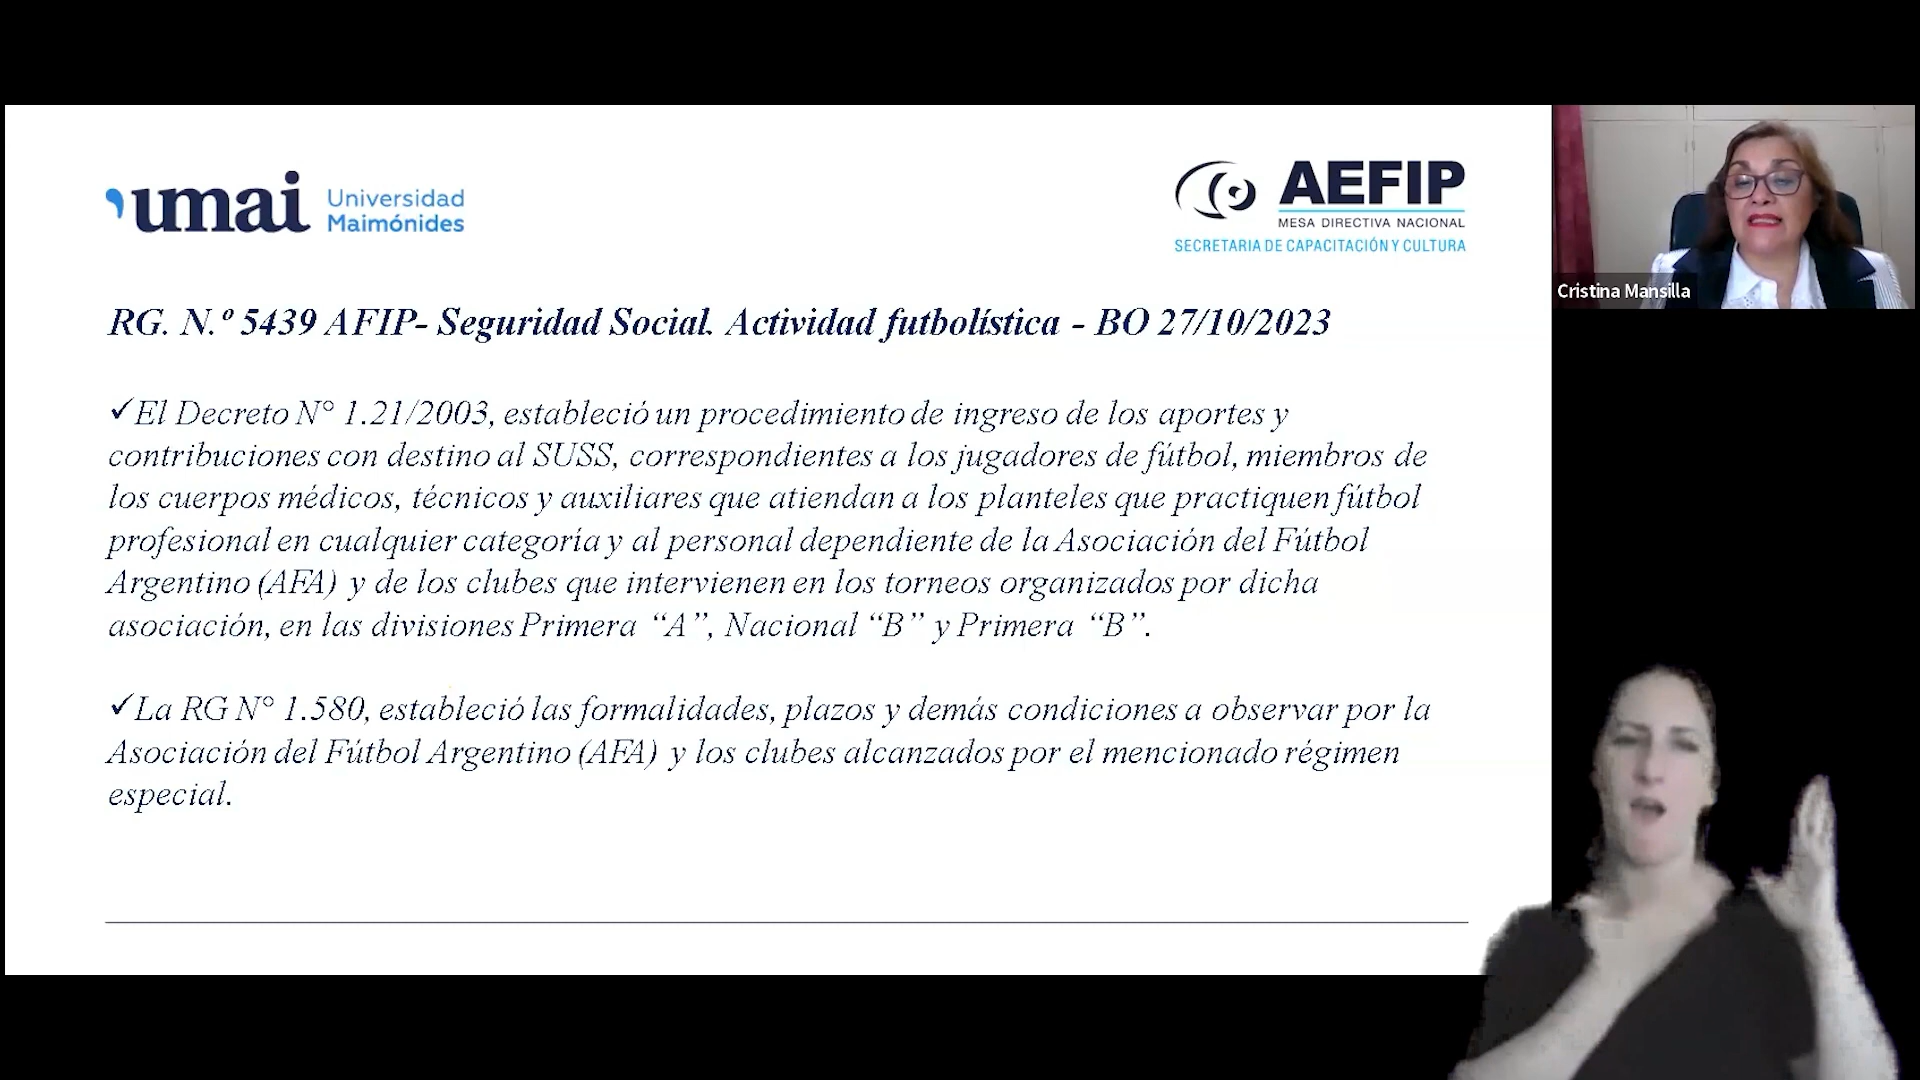 umai Universidad
Maimónides
AEFIP
MESA DIRECTIVA NACIONAL
SECRETARIA DE CAPACITACIÓN Y CULTURA
Cristina Mansilla
RG. N.º 5439 AFIP- Seguridad Social. Actividad futbolística - BO 27/10/2023
✓El Decreto N° 1.21/2003, estableció un procedimiento de ingreso de los aportes y
contribuciones con destino al SUSS, correspondientes a los jugadores de fútbol, miembros de
los cuerpos médicos, técnicos y auxiliares que atiendan a los planteles que practiquen fútbol
profesional en cualquier categoría y al personal dependiente de la Asociación del Fútbol
Argentino (AFA) y de los clubes que intervienen en los torneos organizados por dicha
asociación, en las divisiones Primera “A”, Nacional “B” y Primera “B”.
✓La RG N° 1.580, estableció las formalidades, plazos y demás condiciones a observar por la
Asociación del Fútbol Argentino (AFA) y los clubes alcanzados por el mencionado régimen
especial.